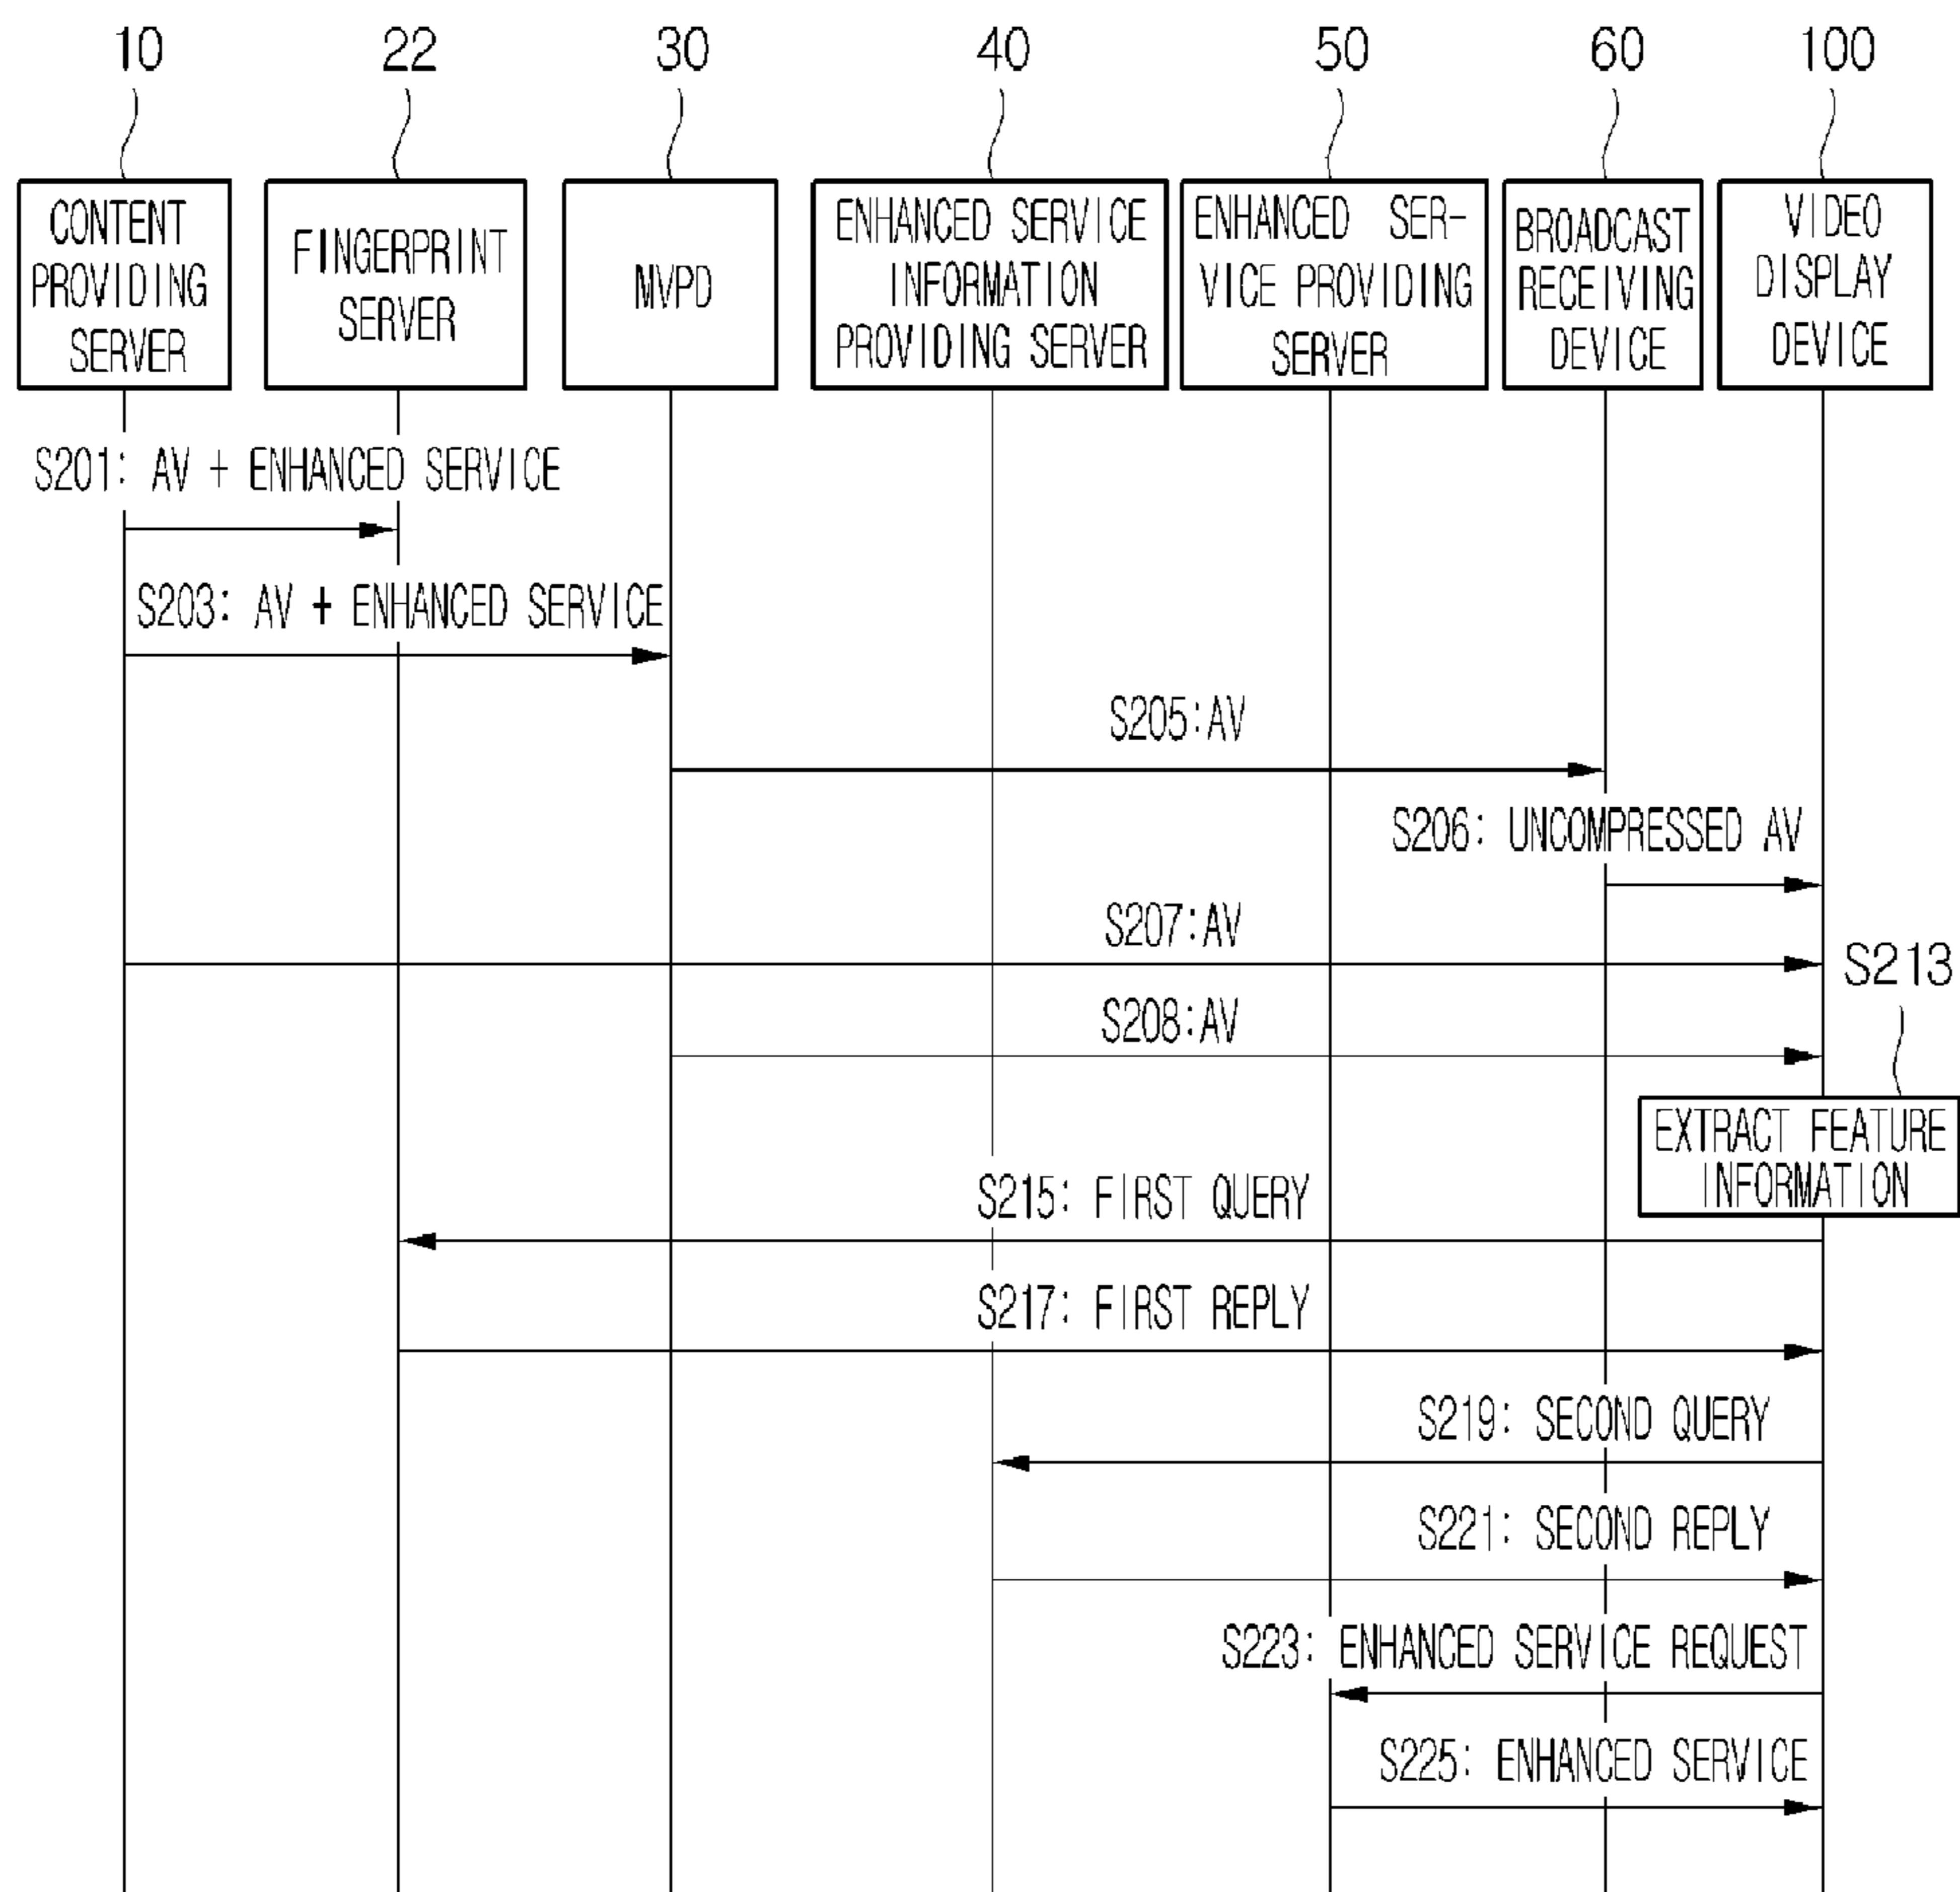 10 22 30 40 50 60 100
CONTENT
PROVIDING
SERVER
FINGERPRINT
SERVER
MVPD
ENHANCED SERVICE
INFORMATION
PROVIDING SERVER
ENHANCED SER-
VICE PROVIDING
SERVER
BROADCAST
RECEIVING
DEVICE
VIDEO
DISPLAY
DEVICE
S201: AV + ENHANCED SERVICE
S203: AV + ENHANCED SERVICE
S205:AV
S206: UNCOMPRESSED AV
S207:AV
S213
S208:AV
EXTRACT FEATURE
INFORMATION
S215: FIRST QUERY
S217: FIRST REPLY
S219: SECOND QUERY
S221: SECOND REPLY
S223: ENHANCED SERVICE REQUEST
S225: ENHANCED SERVICE